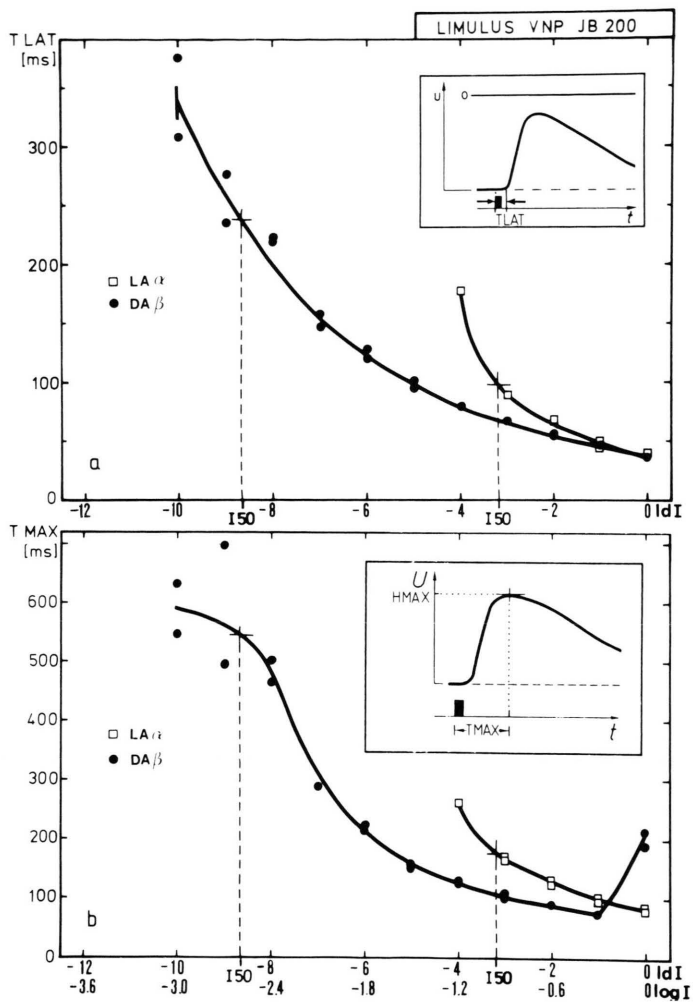 LIMULUS VNP JB 200
T LAT
[ms]
U
0
TLAT
t
300
200
100
0
□ LA α
● DA β
a
-12
-10
I50
-8
-6
-4
I50
-2
0 ldI
T MAX
[ms]
U
HMAX
TMAX
t
600
500
400
300
200
100
0
□ LA α
● DA β
b
-12
-10
I50
-8
-6
-4
I50
-2
0 ldI
-3.6
-3.0
-2.4
-1.8
-1.2
-0.6
0 logI